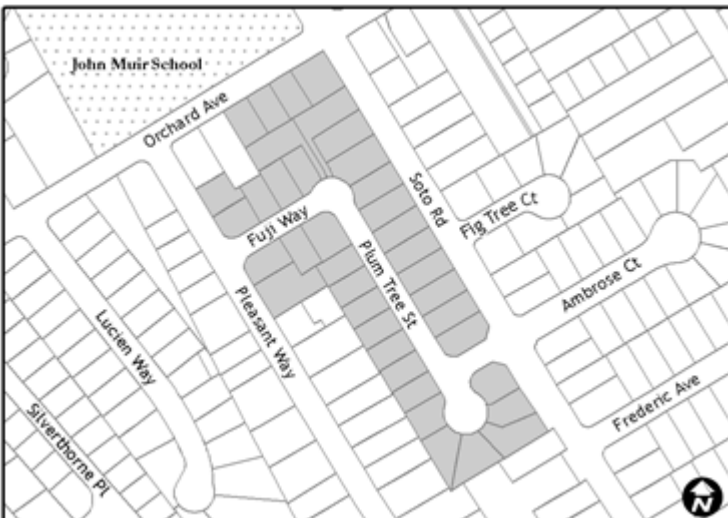 John Muir School
Orchard Ave
Soto Rd
Fig Tree Ct
Fuji Way
Plum Tree St
Ambrose Ct
Pleasant Way
Lucien Way
Frederic Ave
Silverthorne Pl
N